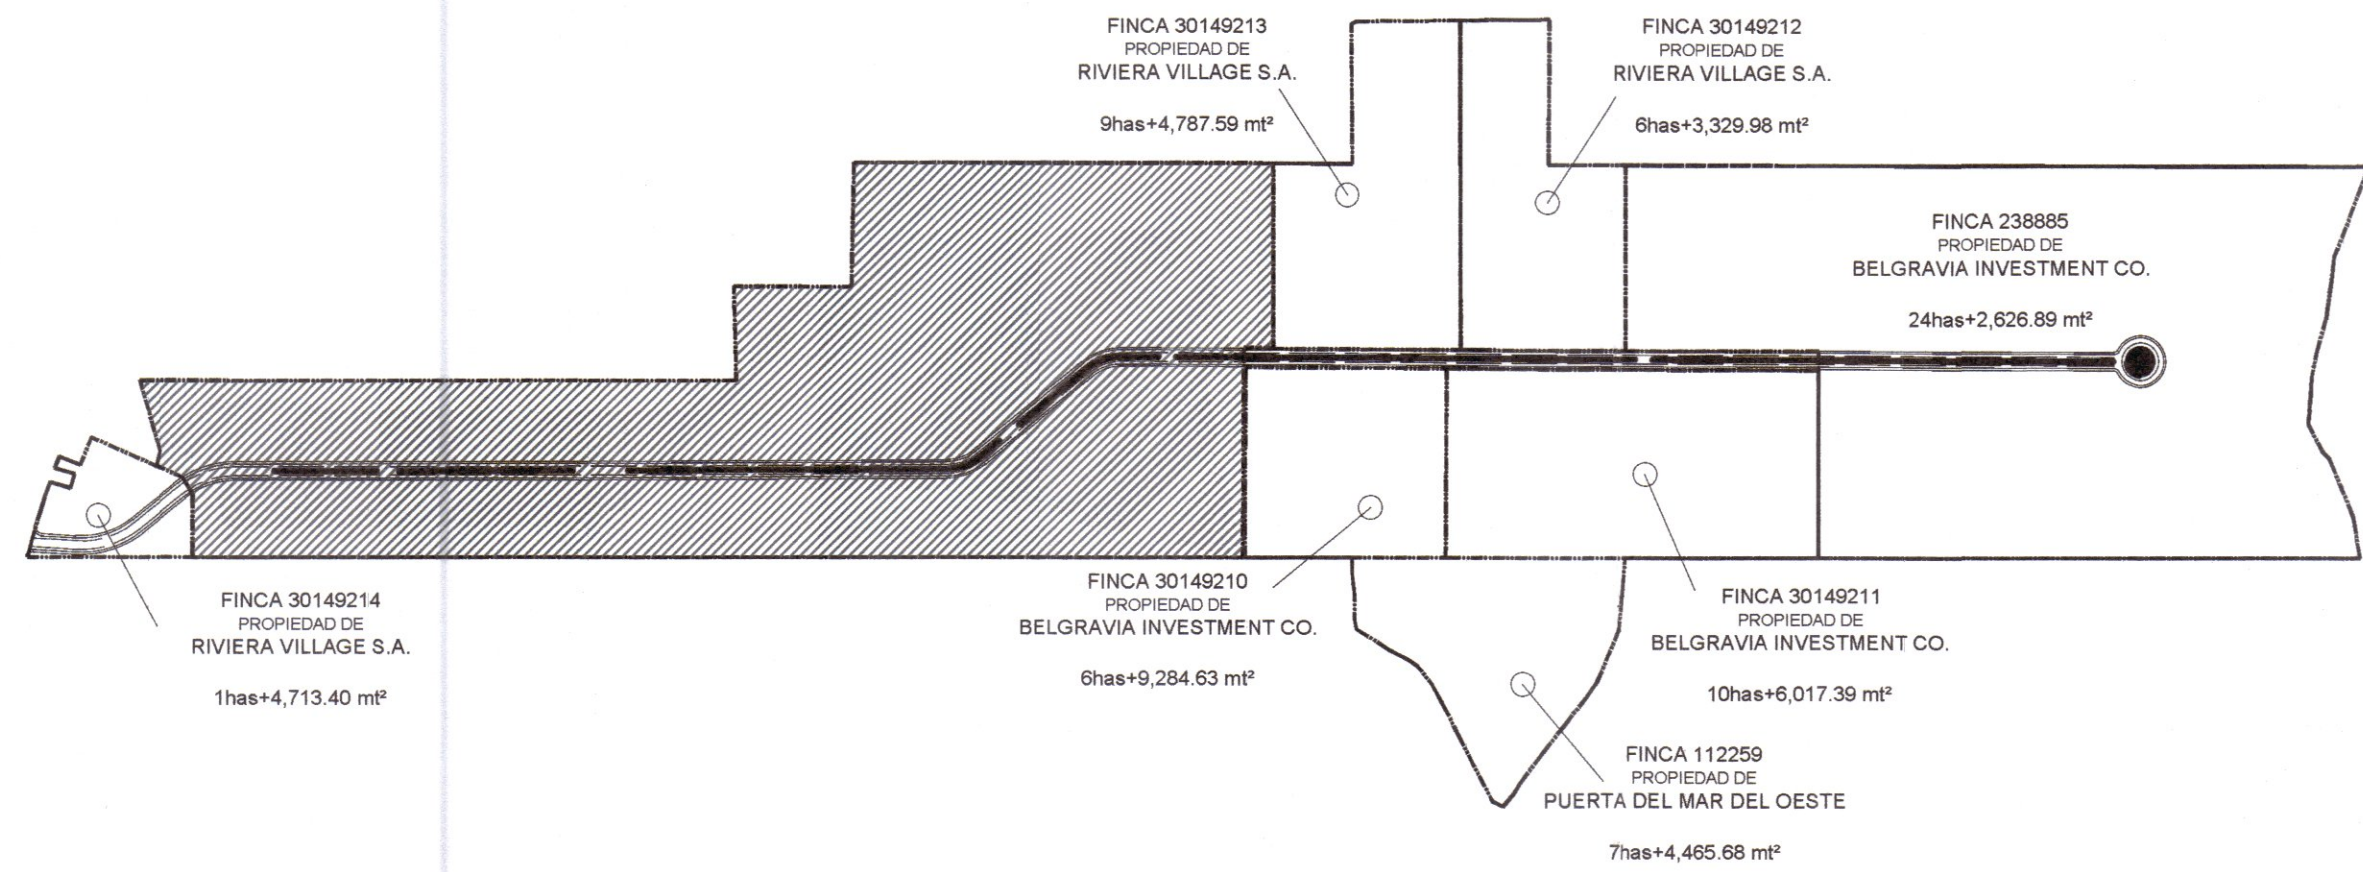 FINCA 30149213
PROPIEDAD DE
RIVIERA VILLAGE S.A.
9has+4,787.59 mt²
FINCA 30149212
PROPIEDAD DE
RIVIERA VILLAGE S.A.
6has+3,329.98 mt²
FINCA 238885
PROPIEDAD DE
BELGRAVIA INVESTMENT CO.
24has+2,626.89 mt²
FINCA 30149214
PROPIEDAD DE
RIVIERA VILLAGE S.A.
1has+4,713.40 mt²
FINCA 30149210
PROPIEDAD DE
BELGRAVIA INVESTMENT CO.
6has+9,284.63 mt²
FINCA 30149211
PROPIEDAD DE
BELGRAVIA INVESTMENT CO.
10has+6,017.39 mt²
FINCA 112259
PROPIEDAD DE
PUERTA DEL MAR DEL OESTE
7has+4,465.68 mt²